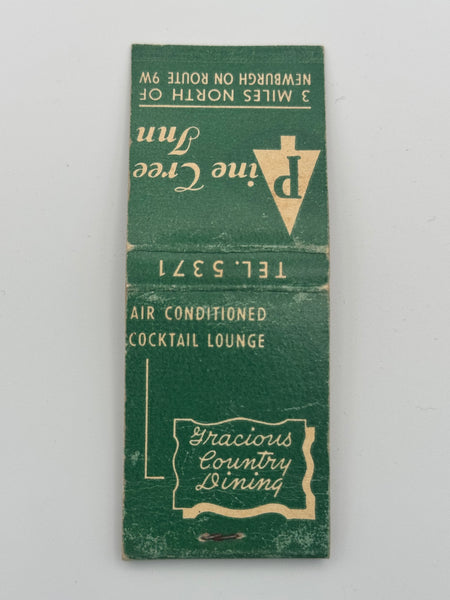 Pine Tree
Inn
3 MILES NORTH OF
NEWBURGH ON ROUTE 9W
TEL. 5371
AIR CONDITIONED
COCKTAIL LOUNGE
Gracious
Country
Dining